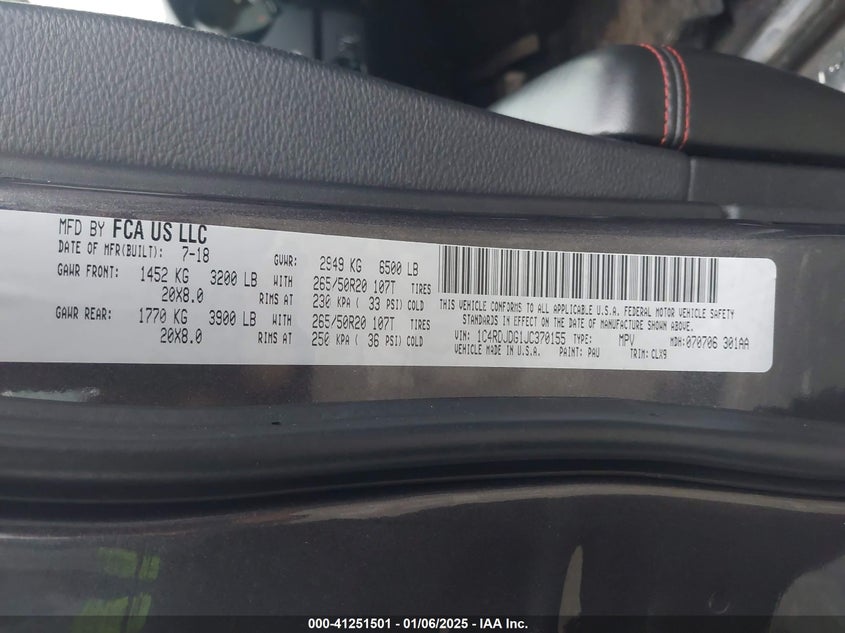 MFD BY FCA US LLC
DATE OF MFR(BUILT): 7-18 GVWR: 2949 KG 6500 LB
GAWR FRONT: 1452 KG 3200 LB WITH 265/50R20 107T TIRES
20X8.0 RIMS AT 230 KPA ( 33 PSI) COLD
GAWR REAR: 1770 KG 3900 LB WITH 265/50R20 107T TIRES
20X8.0 RIMS AT 250 KPA ( 36 PSI) COLD
THIS VEHICLE CONFORMS TO ALL APPLICABLE U.S.A. FEDERAL MOTOR VEHICLE SAFETY
STANDARDS IN EFFECT ON THE DATE OF MANUFACTURE SHOWN ABOVE.
VIN: 1C4RDJDG1JC370155 TYPE: MPV MDH: 070706 301AA
VEHICLE MADE IN U.S.A. PAINT: PAU TRIM: CLX9
000-41251501 - 01/06/2025 - IAA Inc.